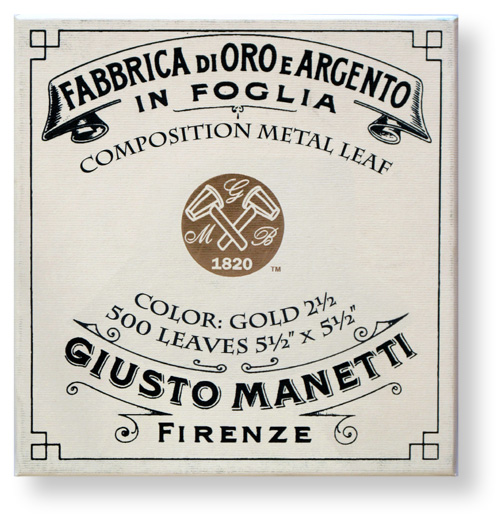 FABBRICA DI ORO E ARGENTO
IN FOGLIA
COMPOSITION METAL LEAF
G
M B
1820 TM
COLOR: GOLD 2½
500 LEAVES 5½" x 5½"
GIUSTO MANETTI
FIRENZE